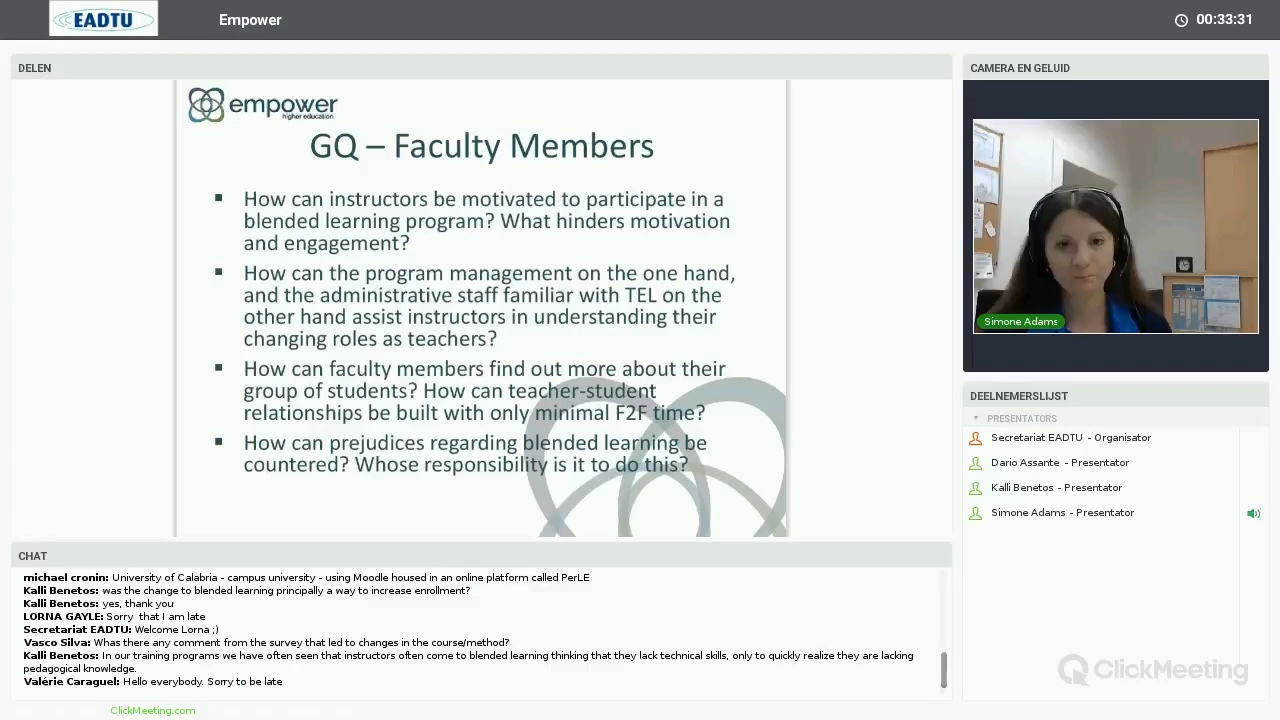 EADTU
Empower
00:33:31
DELEN
empower
higher education
GQ – Faculty Members
▪ How can instructors be motivated to participate in a
blended learning program? What hinders motivation
and engagement?
▪ How can the program management on the one hand,
and the administrative staff familiar with TEL on the
other hand assist instructors in understanding their
changing roles as teachers?
▪ How can faculty members find out more about their
group of students? How can teacher-student
relationships be built with only minimal F2F time?
▪ How can prejudices regarding blended learning be
countered? Whose responsibility is it to do this?
CAMERA EN GELUID
Simone Adams
DEELNEMERSLIJST
PRESENTATORS
Secretariat EADTU - Organisator
Dario Assante - Presentator
Kalli Benetos - Presentator
Simone Adams - Presentator
CHAT
michael cronin: University of Calabria - campus university - using Moodle housed in an online platform called PerLE
Kalli Benetos: was the change to blended learning principally a way to increase enrollment?
Kalli Benetos: yes, thank you
LORNA GAYLE: Sorry that I am late
Secretariat EADTU: Welcome Lorna ;)
Vasco Silva: Whas there any comment from the survey that led to changes in the course/method?
Kalli Benetos: In our training programs we have often seen that instructors often come to blended learning thinking that they lack technical skills, only to quickly realize they are lacking
pedagogical knowledge.
Valérie Caraguel: Hello everybody. Sorry to be late
ClickMeeting
ClickMeeting.com